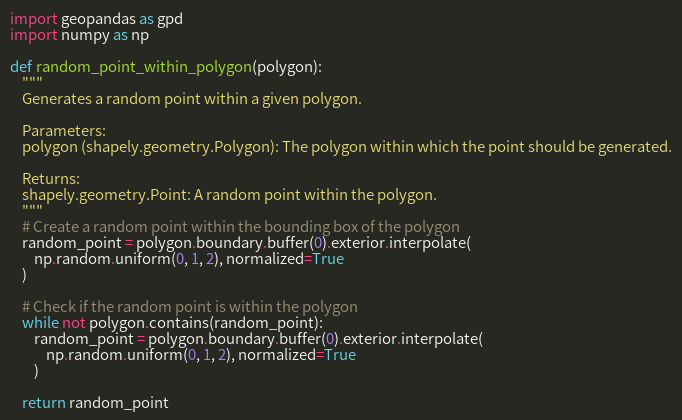 import geopandas as gpd
import numpy as np
def random_point_within_polygon(polygon):
"""
Generates a random point within a given polygon.
Parameters:
polygon (shapely.geometry.Polygon): The polygon within which the point should be generated.
Returns:
shapely.geometry.Point: A random point within the polygon.
"""
# Create a random point within the bounding box of the polygon
random_point = polygon.boundary.buffer(0).exterior.interpolate(
np.random.uniform(0, 1, 2), normalized=True
)
# Check if the random point is within the polygon
while not polygon.contains(random_point):
random_point = polygon.boundary.buffer(0).exterior.interpolate(
np.random.uniform(0, 1, 2), normalized=True
)
return random_point